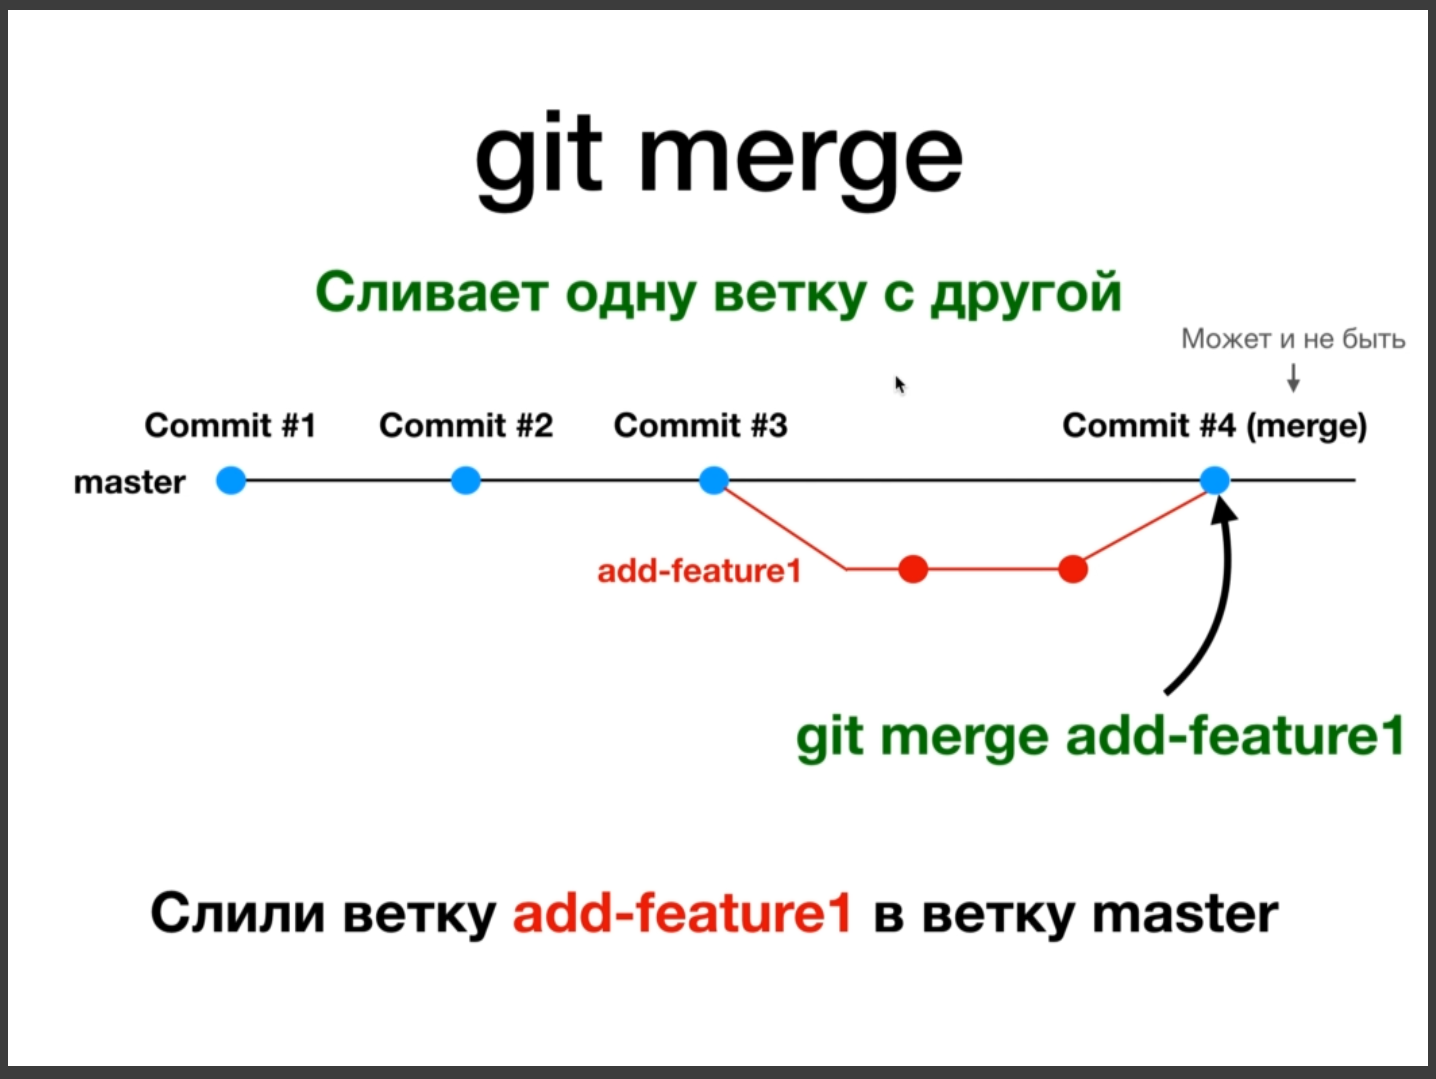 git merge
Сливает одну ветку с другой
Может и не быть
Commit #1 Commit #2 Commit #3 Commit #4 (merge)
master
add-feature1
git merge add-feature1
Слили ветку add-feature1 в ветку master